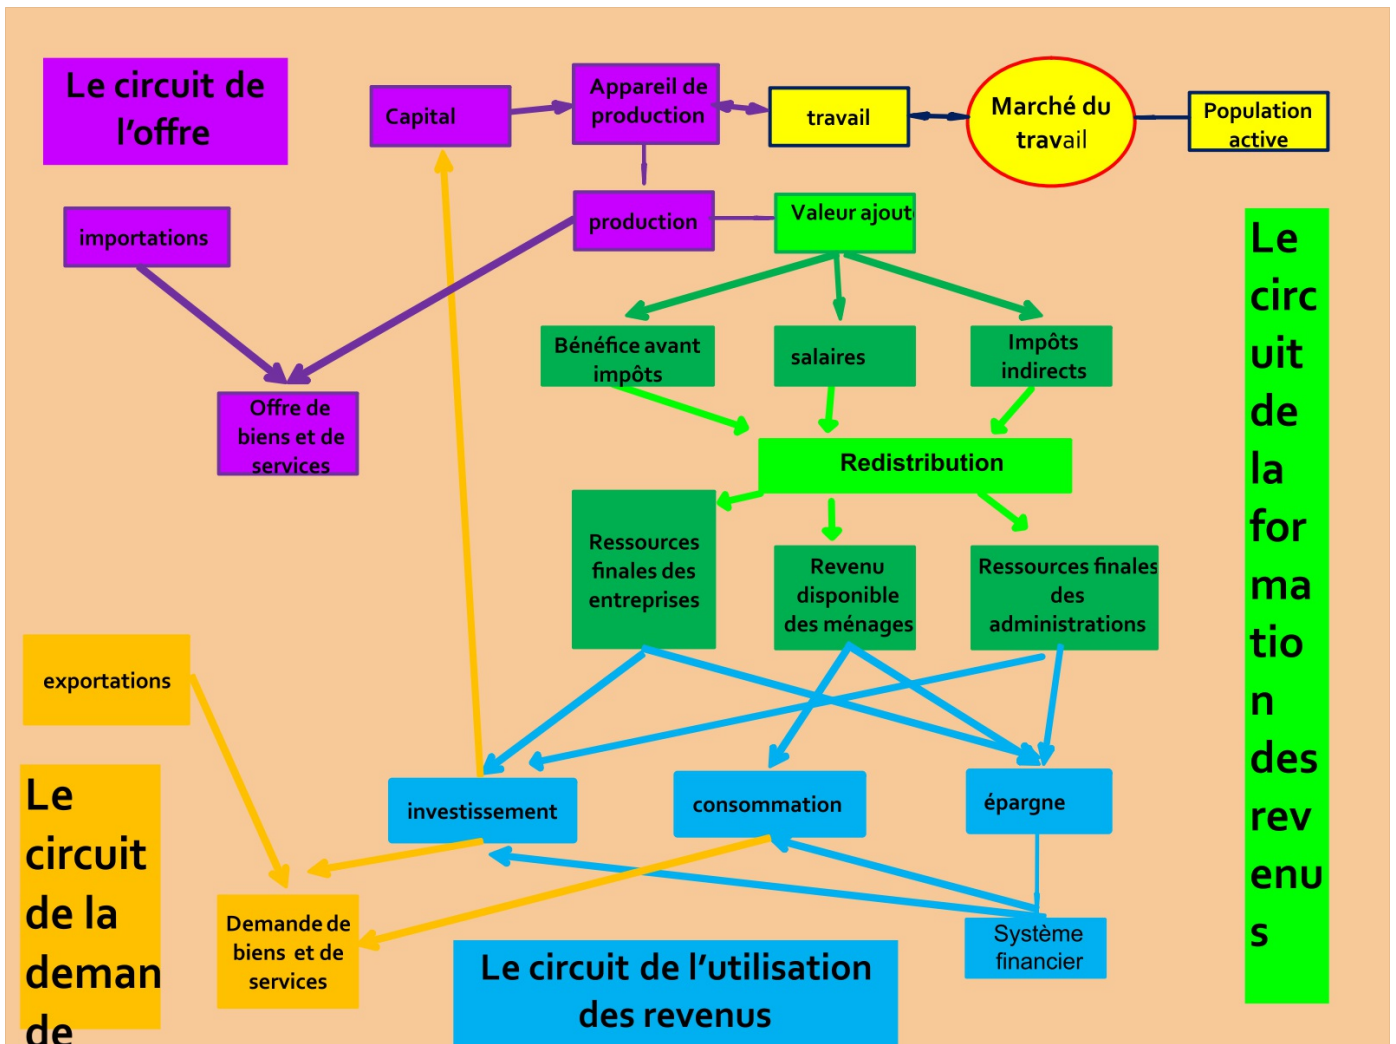 Le circuit de
l’offre
Capital
Appareil de
production
travail
Marché du
travail
Population
active
importations
production
Valeur ajout
Bénéfice avant
impôts
salaires
Impôts
indirects
Offre de
biens et de
services
Redistribution
Ressources
finales des
entreprises
Revenu
disponible
des ménages
Ressources finales
des
administrations
Le
circ
uit
de
la
for
ma
tio
n
des
rev
enu
s
exportations
investissement
consommation
épargne
Le
circuit
de la
deman
de
Demande de
biens et de
services
Système
financier
Le circuit de l’utilisation
des revenus